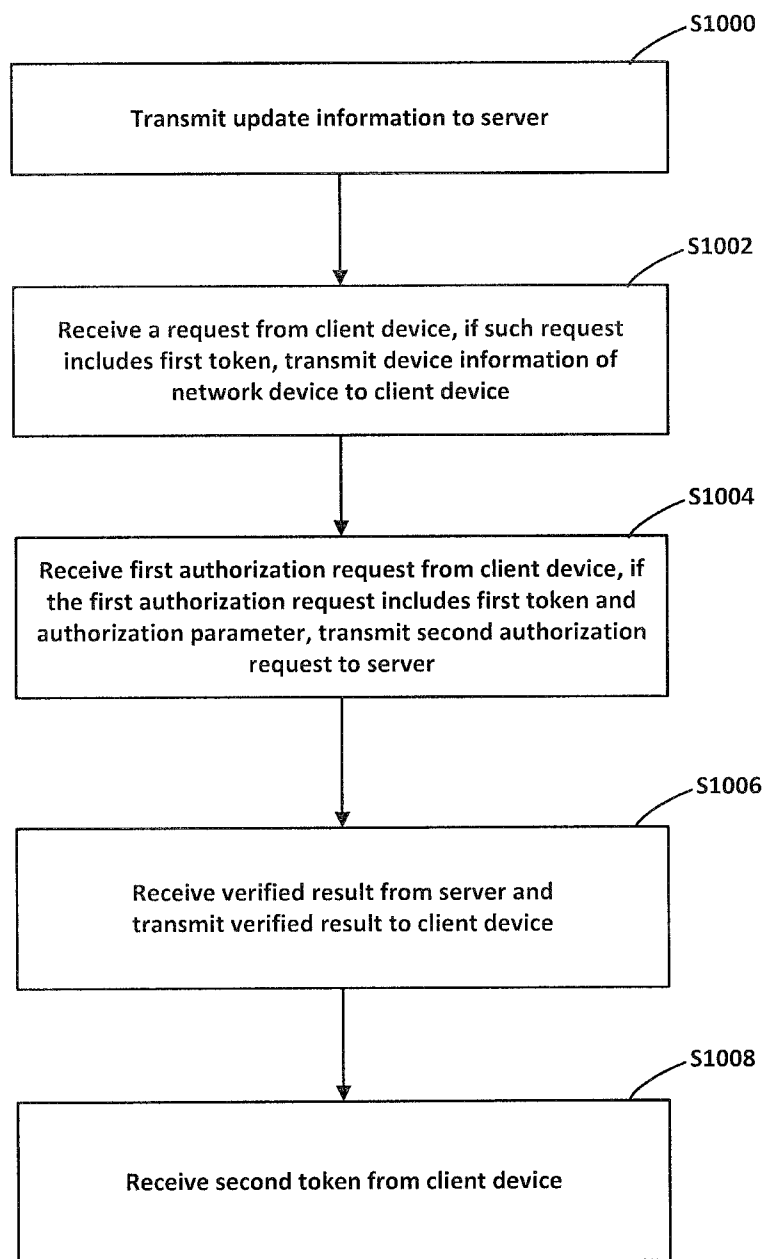 S1000
Transmit update information to server
S1002
Receive a request from client device, if such request
includes first token, transmit device information of
network device to client device
S1004
Receive first authorization request from client device, if
the first authorization request includes first token and
authorization parameter, transmit second authorization
request to server
S1006
Receive verified result from server and
transmit verified result to client device
S1008
Receive second token from client device